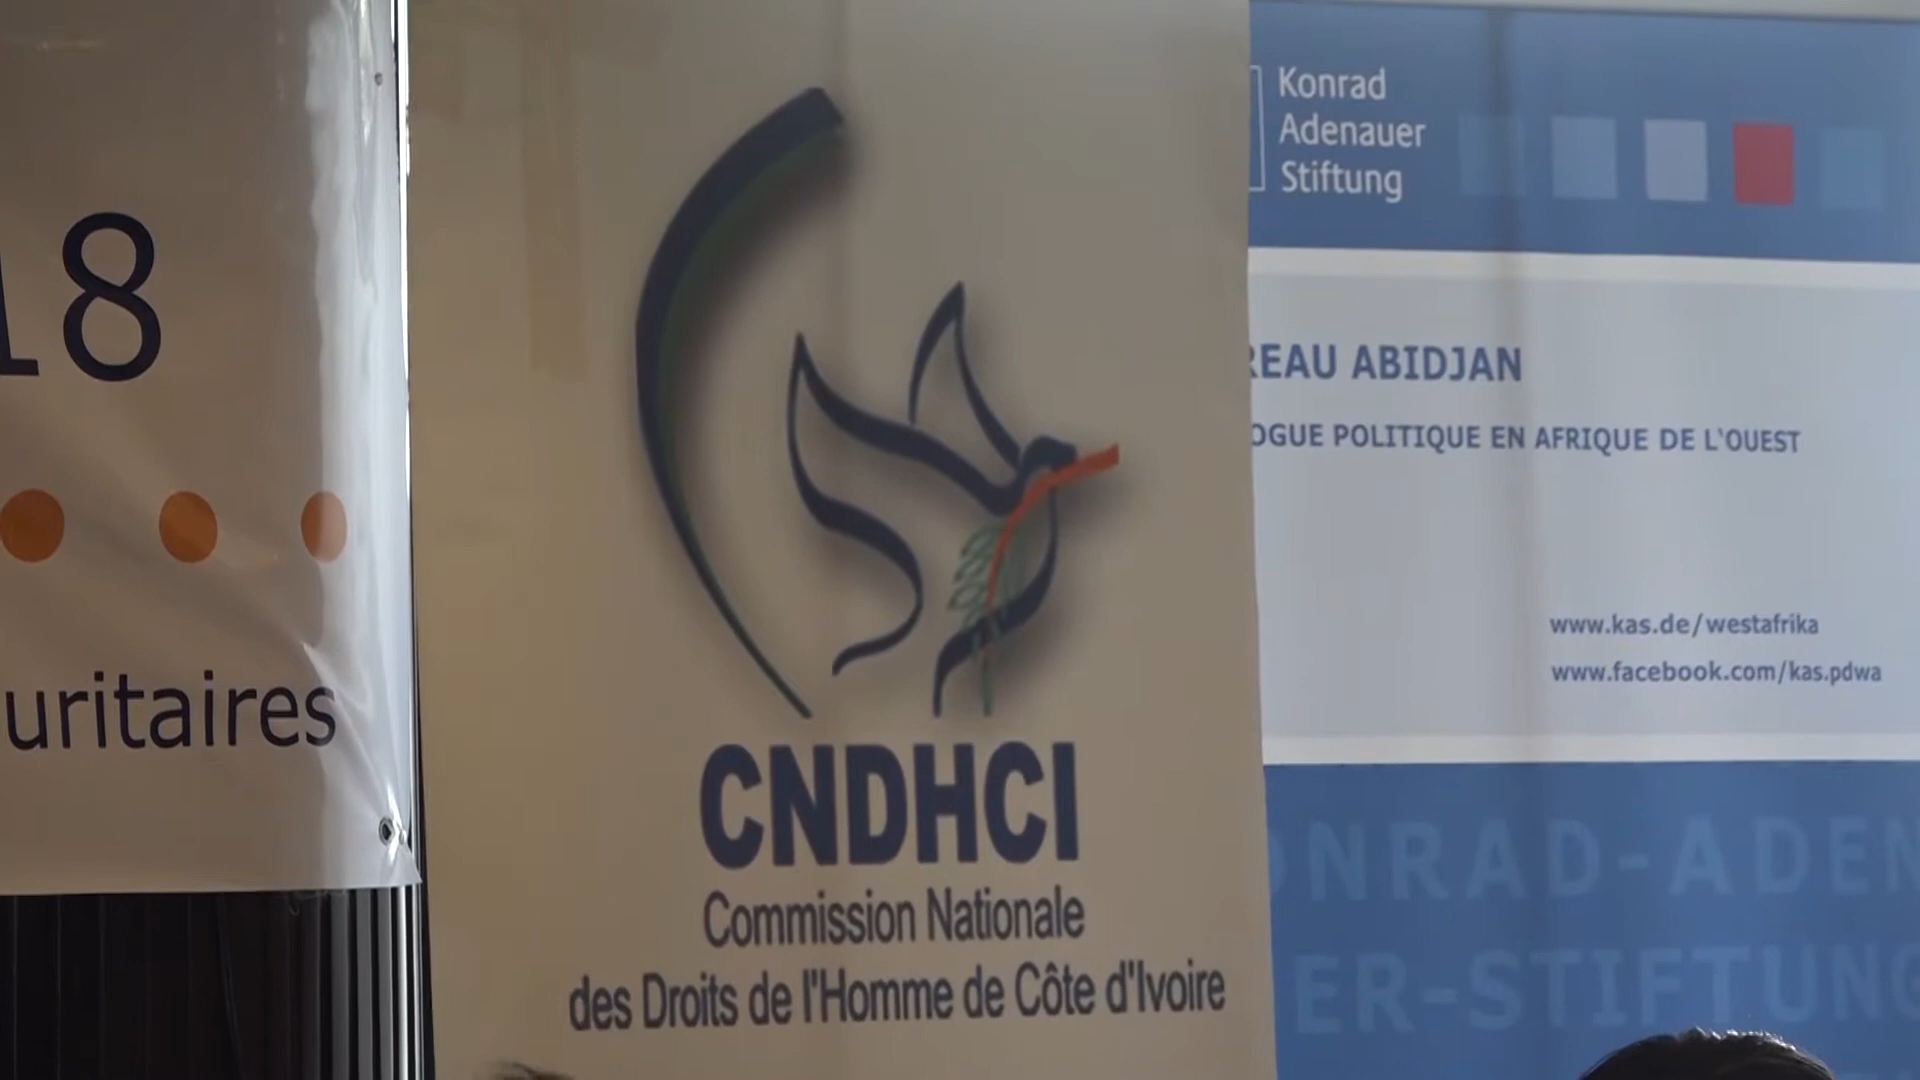 18
uritaires
CNDHCI
Commission Nationale
des Droits de l'Homme de Côte d'Ivoire
Konrad
Adenauer
Stiftung
REAU ABIDJAN
OGUE POLITIQUE EN AFRIQUE DE L'OUEST
www.kas.de/westafrika
www.facebook.com/kas.pdwa
ONRAD-ADEN
ER-STIFTUNG